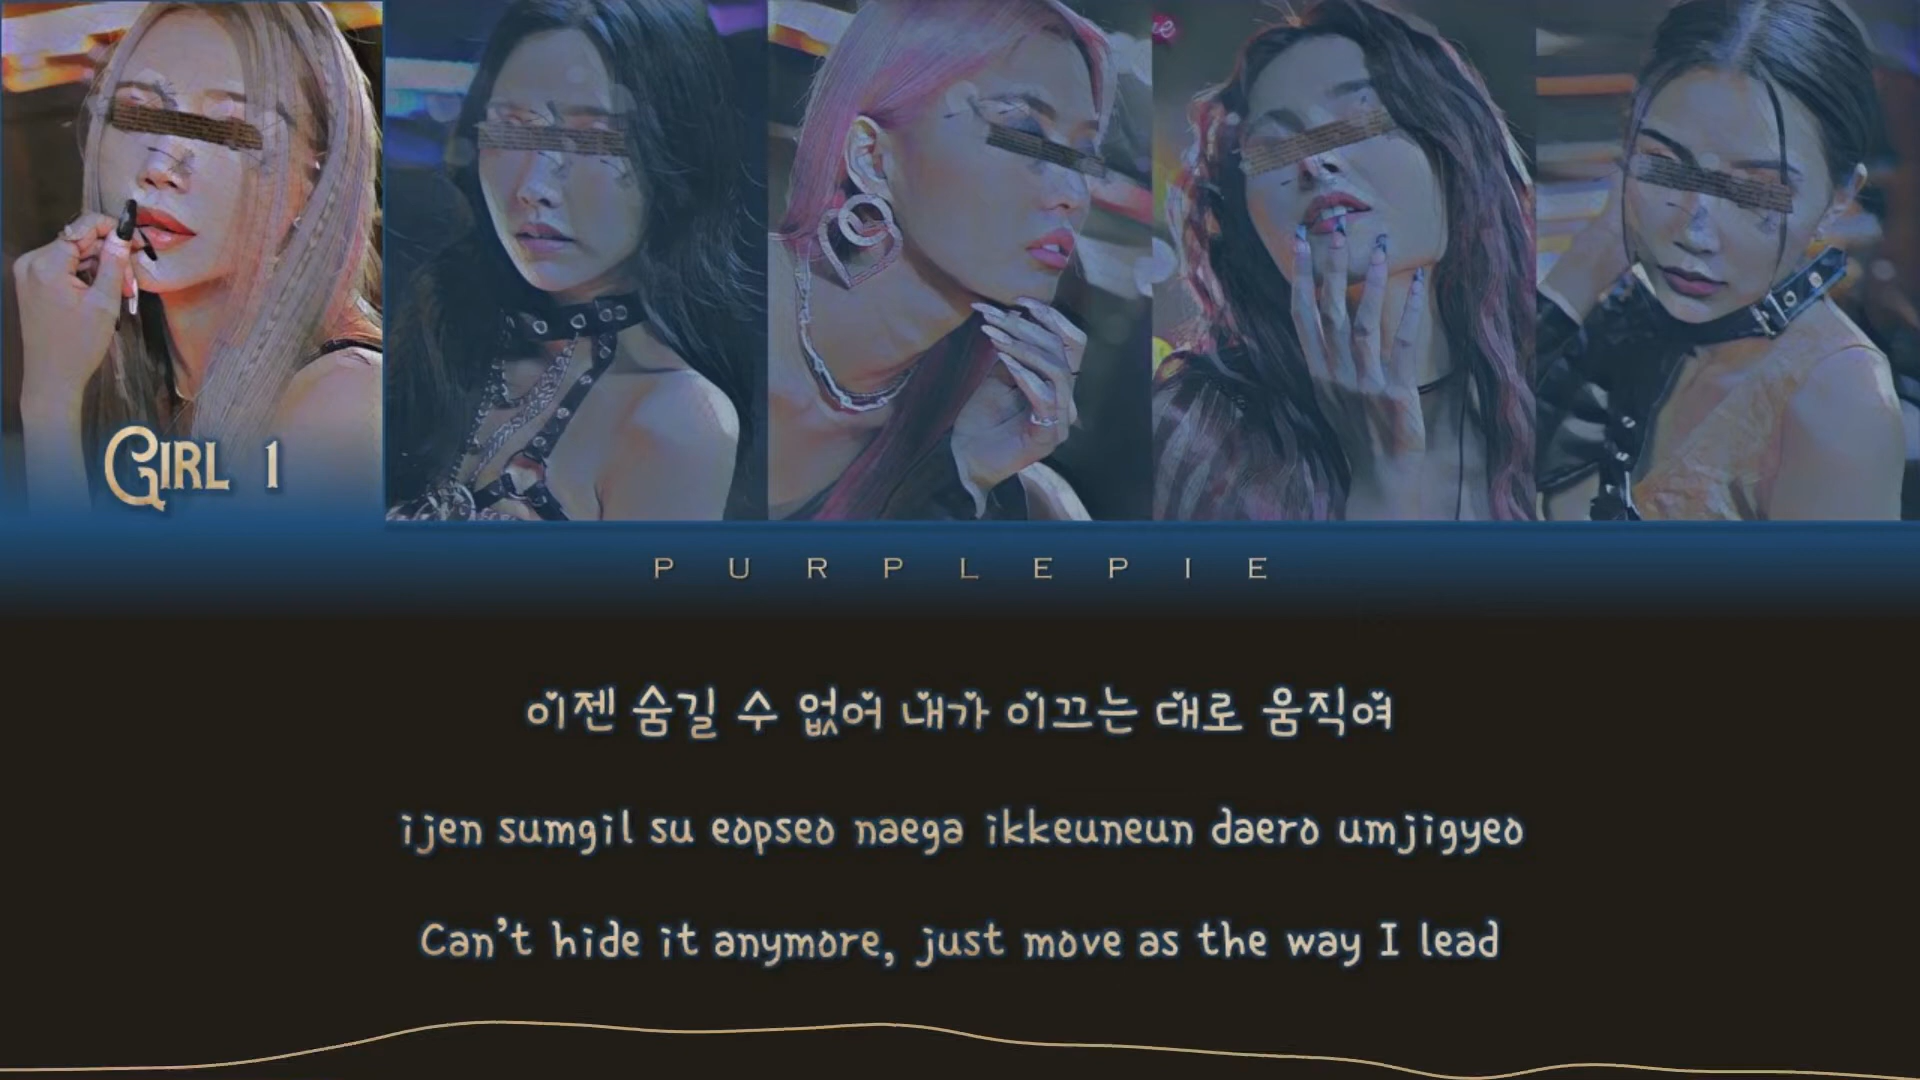 GIRL 1
PURPLEPIE
이젠 숨길 수 없어 내가 이끄는 대로 움직여
ijen sumgil su eopseo naega ikkeuneun daero umjigyeo
Can't hide it anymore, just move as the way I lead